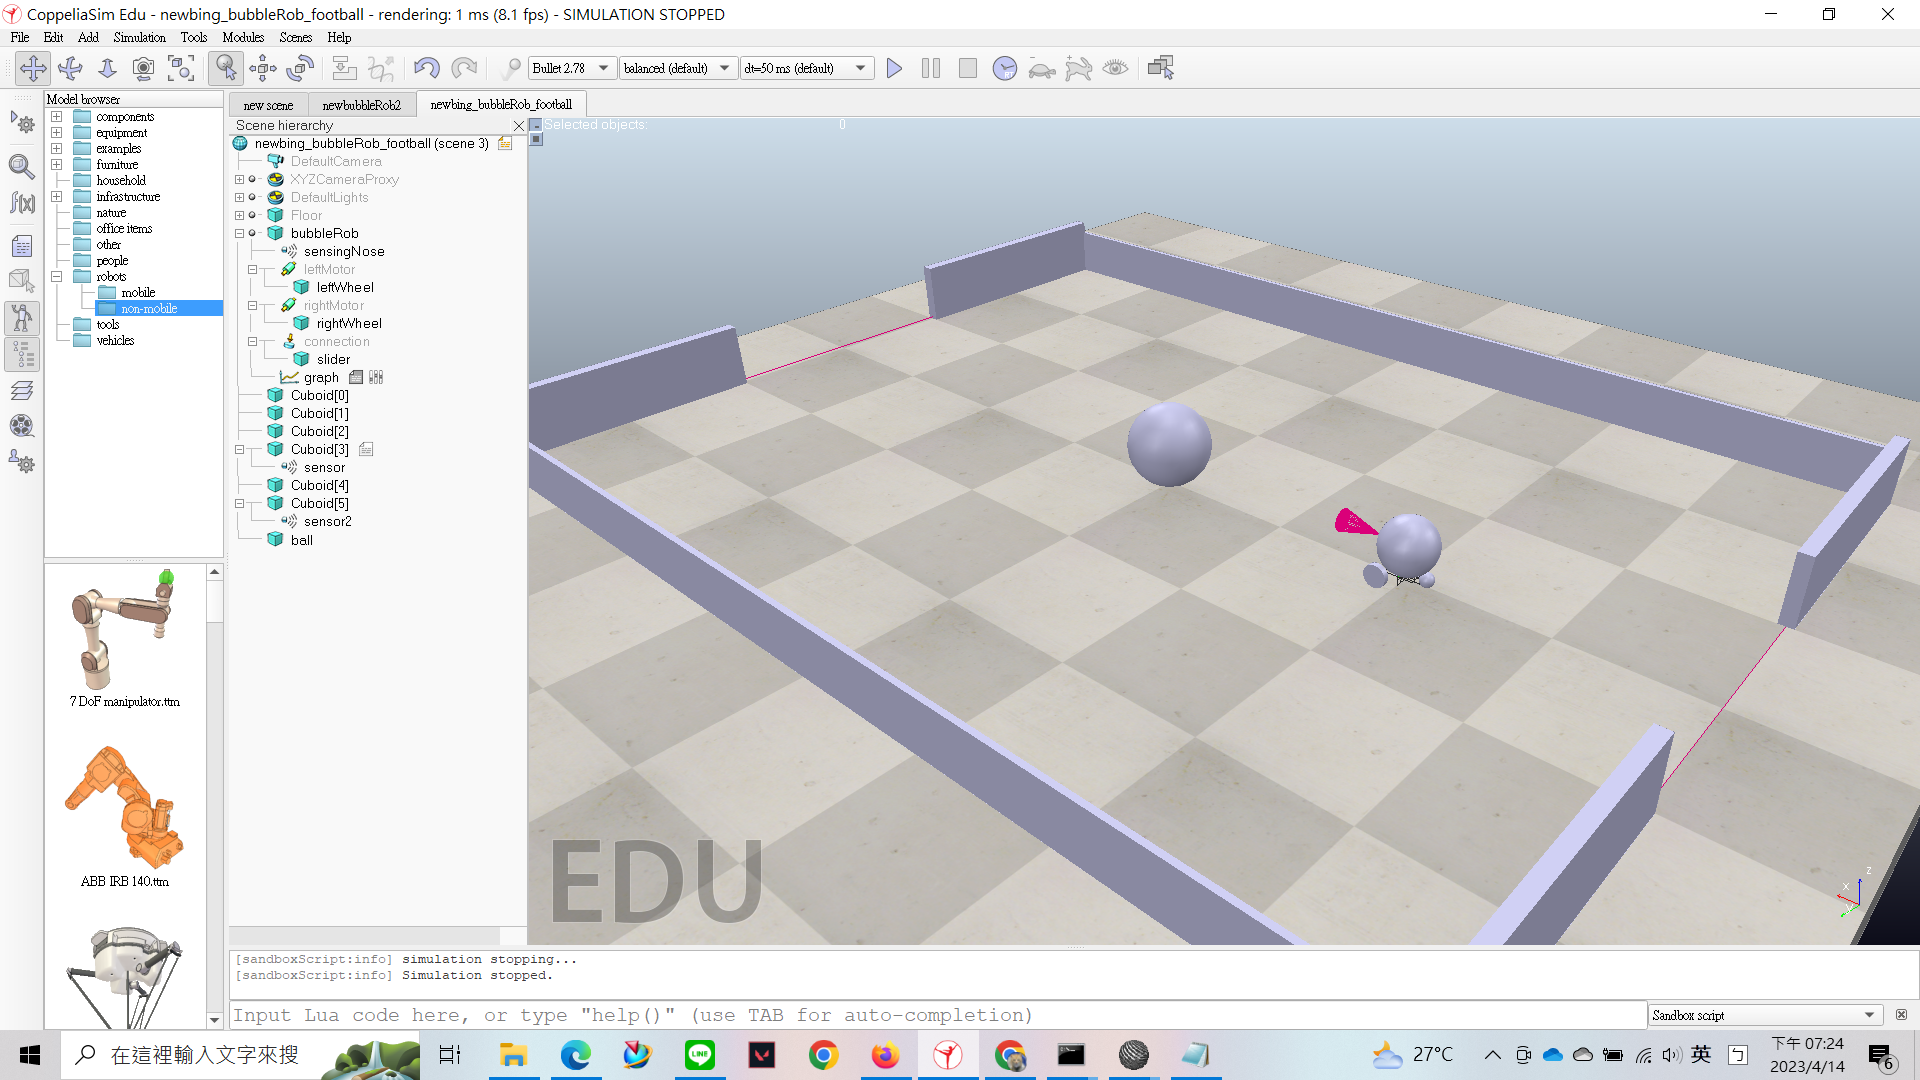 CoppeliaSim Edu - newbing_bubbleRob_football - rendering: 1 ms (8.1 fps) - SIMULATION STOPPED
File Edit Add Simulation Tools Modules Scenes Help
Bullet 2.78 balanced (default) dt=50 ms (default)
RT
Model browser
components
equipment
examples
furniture
household
infrastructure
nature
office items
other
people
robots
mobile
non-mobile
tools
vehicles
7 DoF manipulator.ttm
ABB IRB 140.ttm
f(x)
new scene newbubbleRob2 newbing_bubbleRob_football
Scene hierarchy
newbing_bubbleRob_football (scene 3)
DefaultCamera
XYZCameraProxy
DefaultLights
Floor
bubbleRob
sensingNose
leftMotor
leftWheel
rightMotor
rightWheel
connection
slider
graph
Cuboid[0]
Cuboid[1]
Cuboid[2]
Cuboid[3]
sensor
Cuboid[4]
Cuboid[5]
sensor2
ball
Selected objects: 0
EDU
x
y
z
[sandboxScript:info] simulation stopping...
[sandboxScript:info] Simulation stopped.
Input Lua code here, or type "help()" (use TAB for auto-completion)
Sandbox script
在這裡輸入文字來搜
LINE
27°C
英
ㄅ
下午 07:24
2023/4/14
6